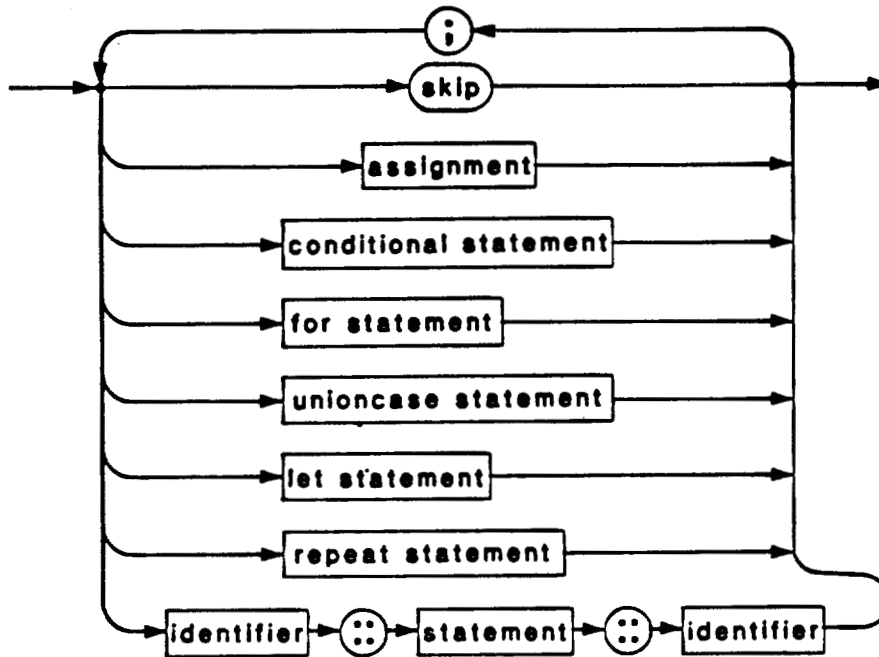 ;
skip
assignment
conditional statement
for statement
unioncase statement
let statement
repeat statement
identifier :: statement :: identifier